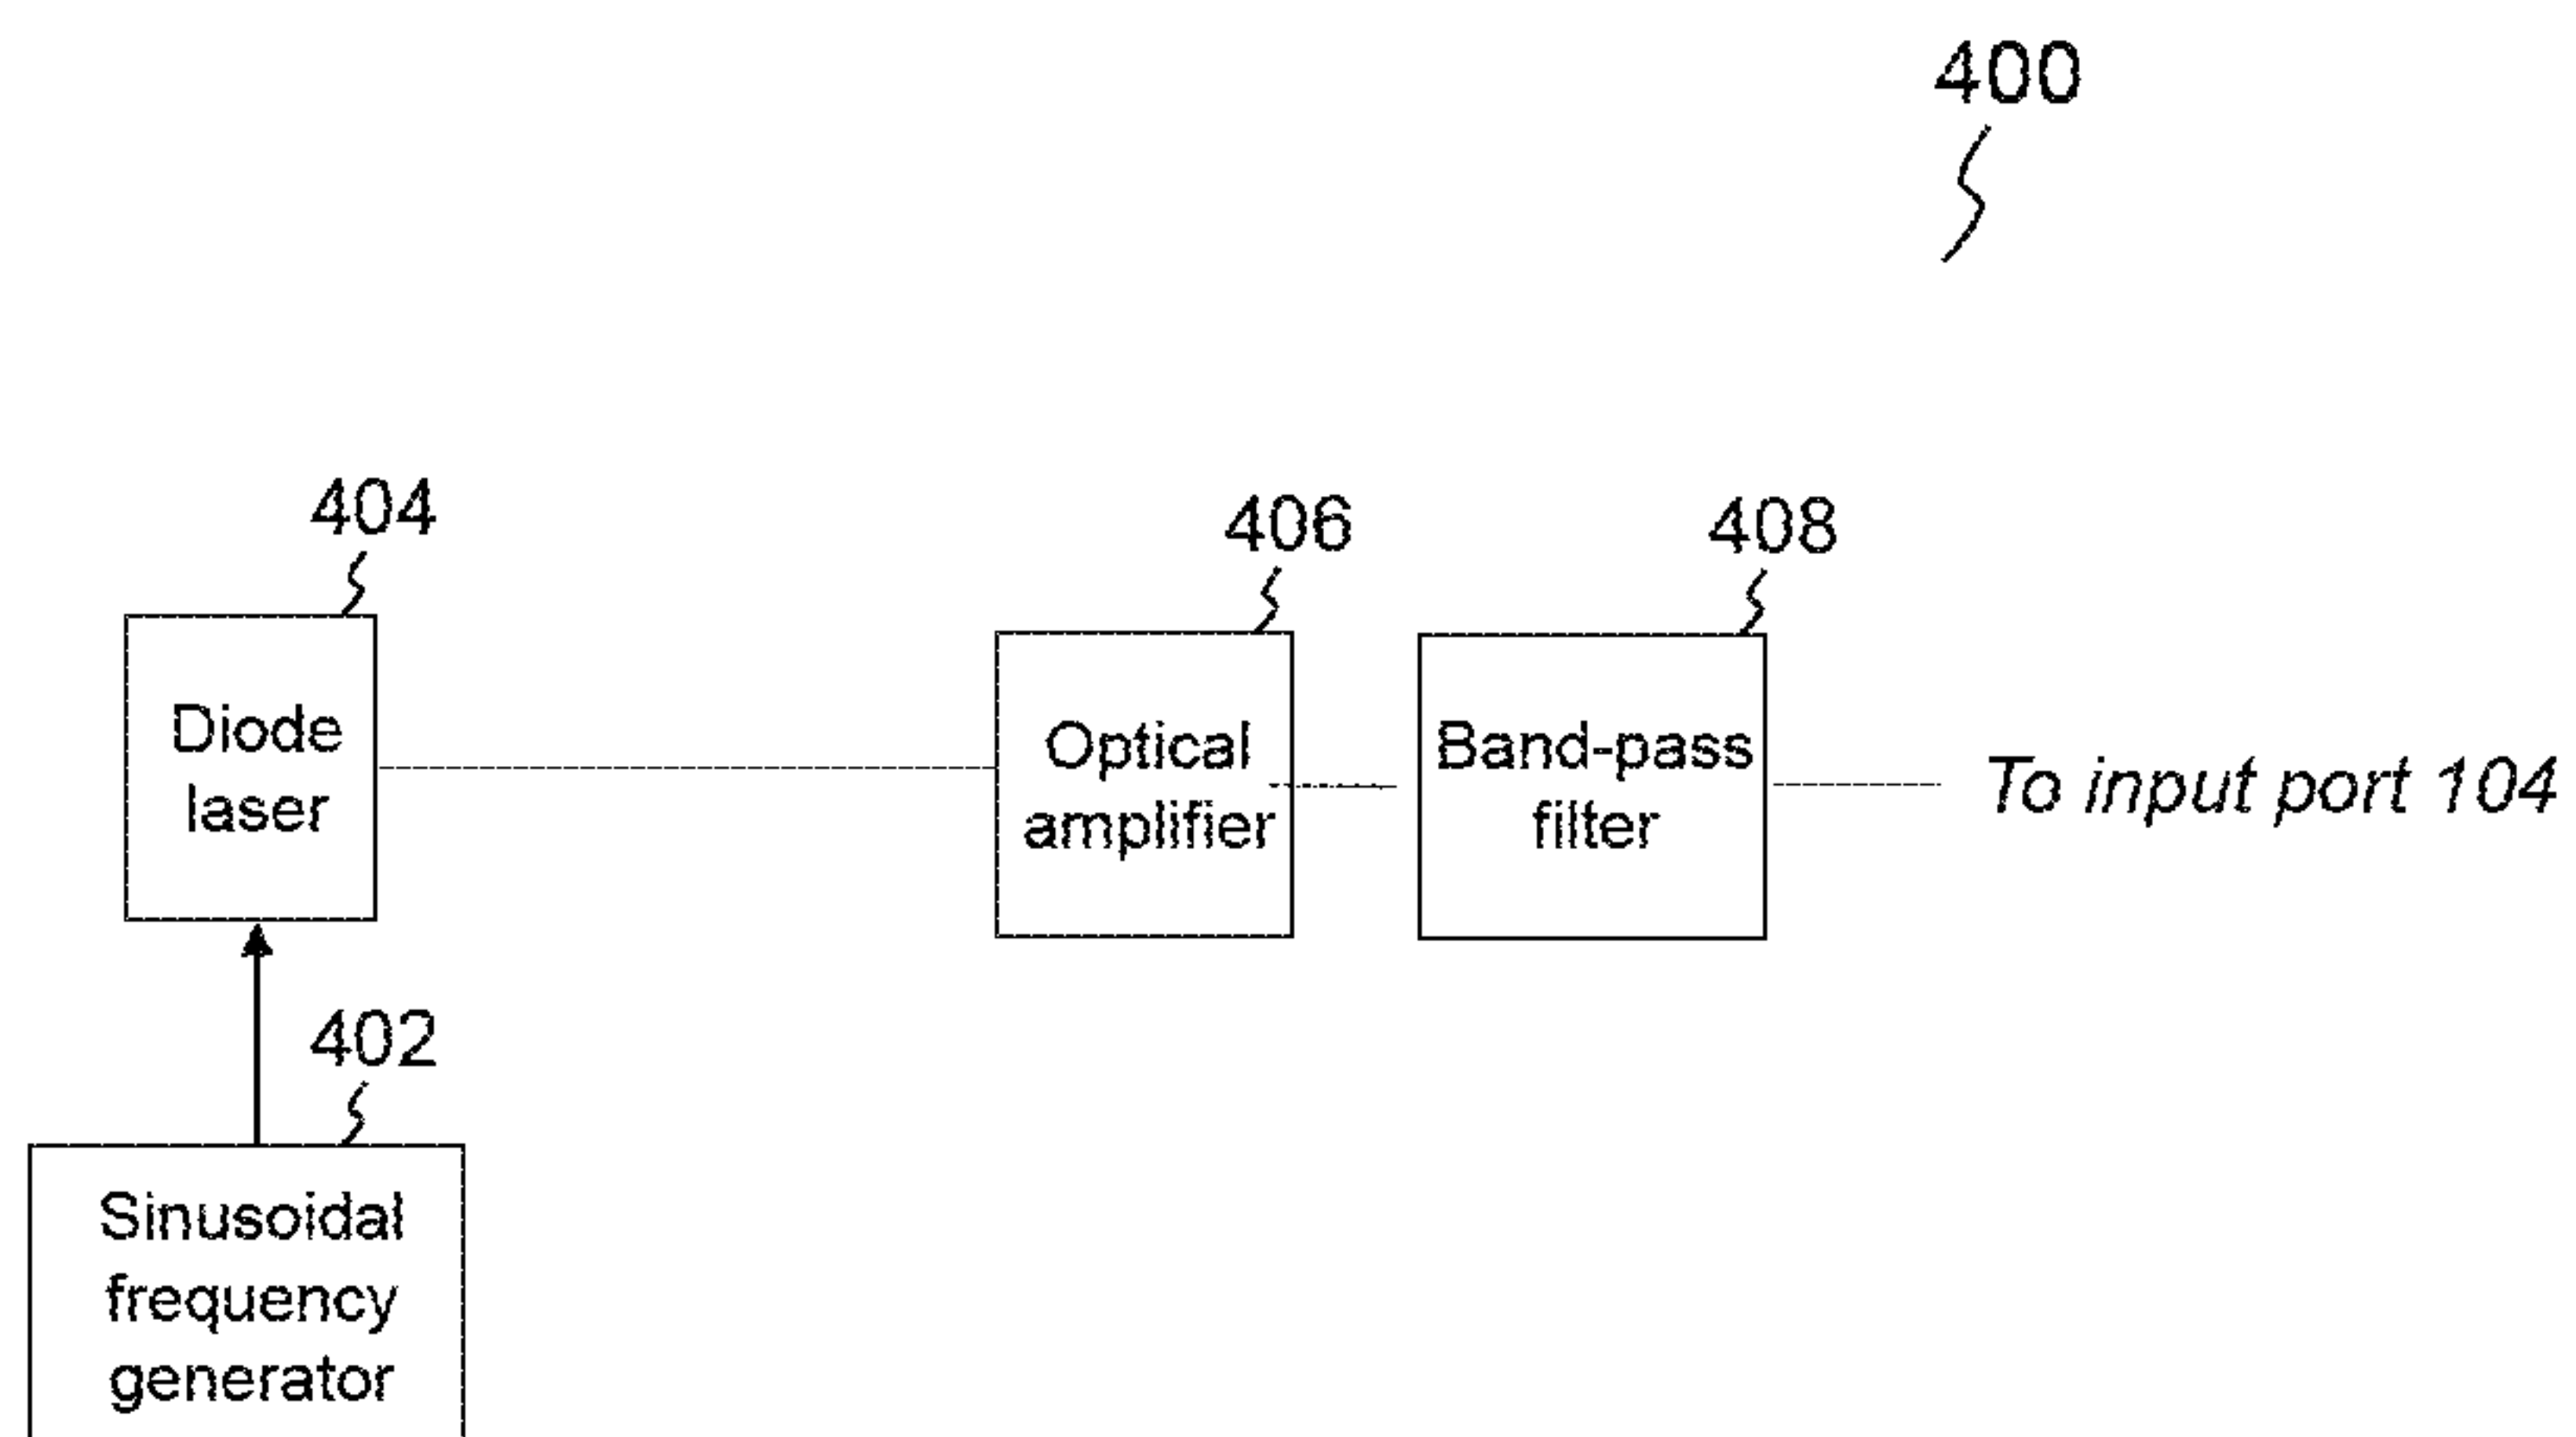 400
404
406
408
Diode
laser
Optical
amplifier
Band-pass
filter
To input port 104
402
Sinusoidal
frequency
generator